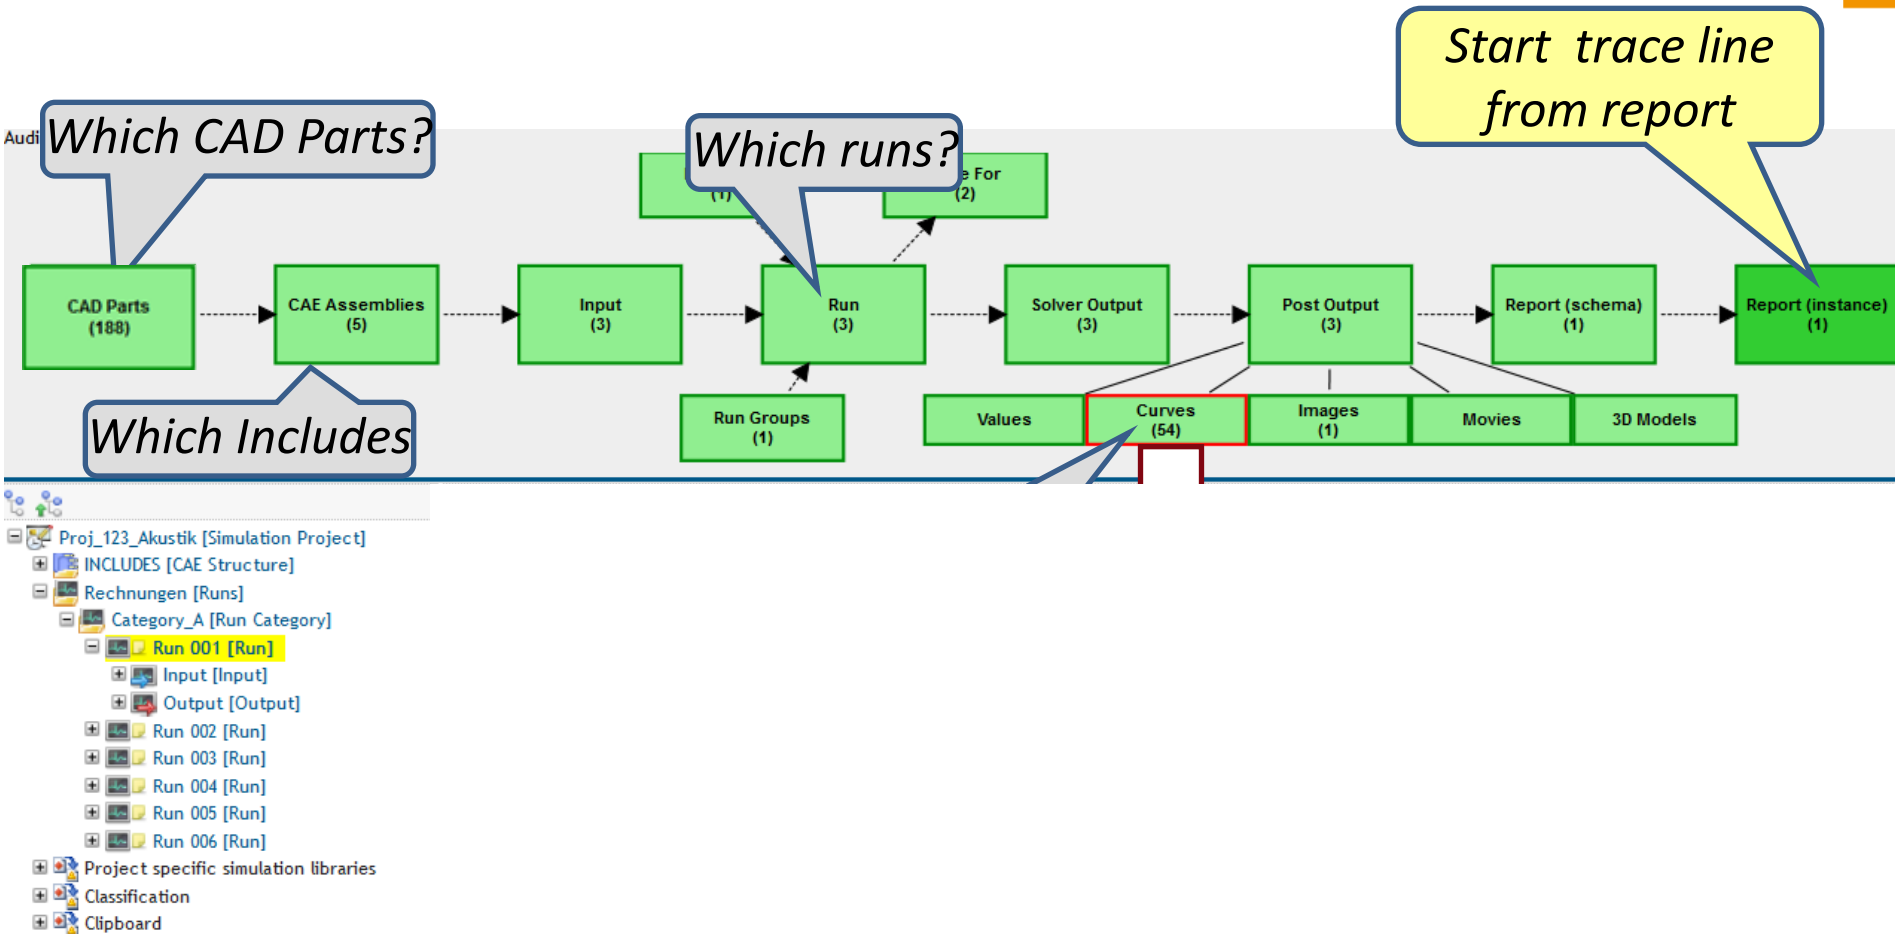 Start trace line
from report
Which CAD Parts?
Which runs?
Audi
(1)
e For
(2)
CAD Parts
(188)
CAE Assemblies
(5)
Input
(3)
Run
(3)
Solver Output
(3)
Post Output
(3)
Report (schema)
(1)
Report (instance)
(1)
Which Includes
Run Groups
(1)
Values
Curves
(54)
Images
(1)
Movies
3D Models
Proj_123_Akustik [Simulation Project]
INCLUDES [CAE Structure]
Rechnungen [Runs]
Category_A [Run Category]
Run 001 [Run]
Input [Input]
Output [Output]
Run 002 [Run]
Run 003 [Run]
Run 004 [Run]
Run 005 [Run]
Run 006 [Run]
Project specific simulation libraries
Classification
Clipboard